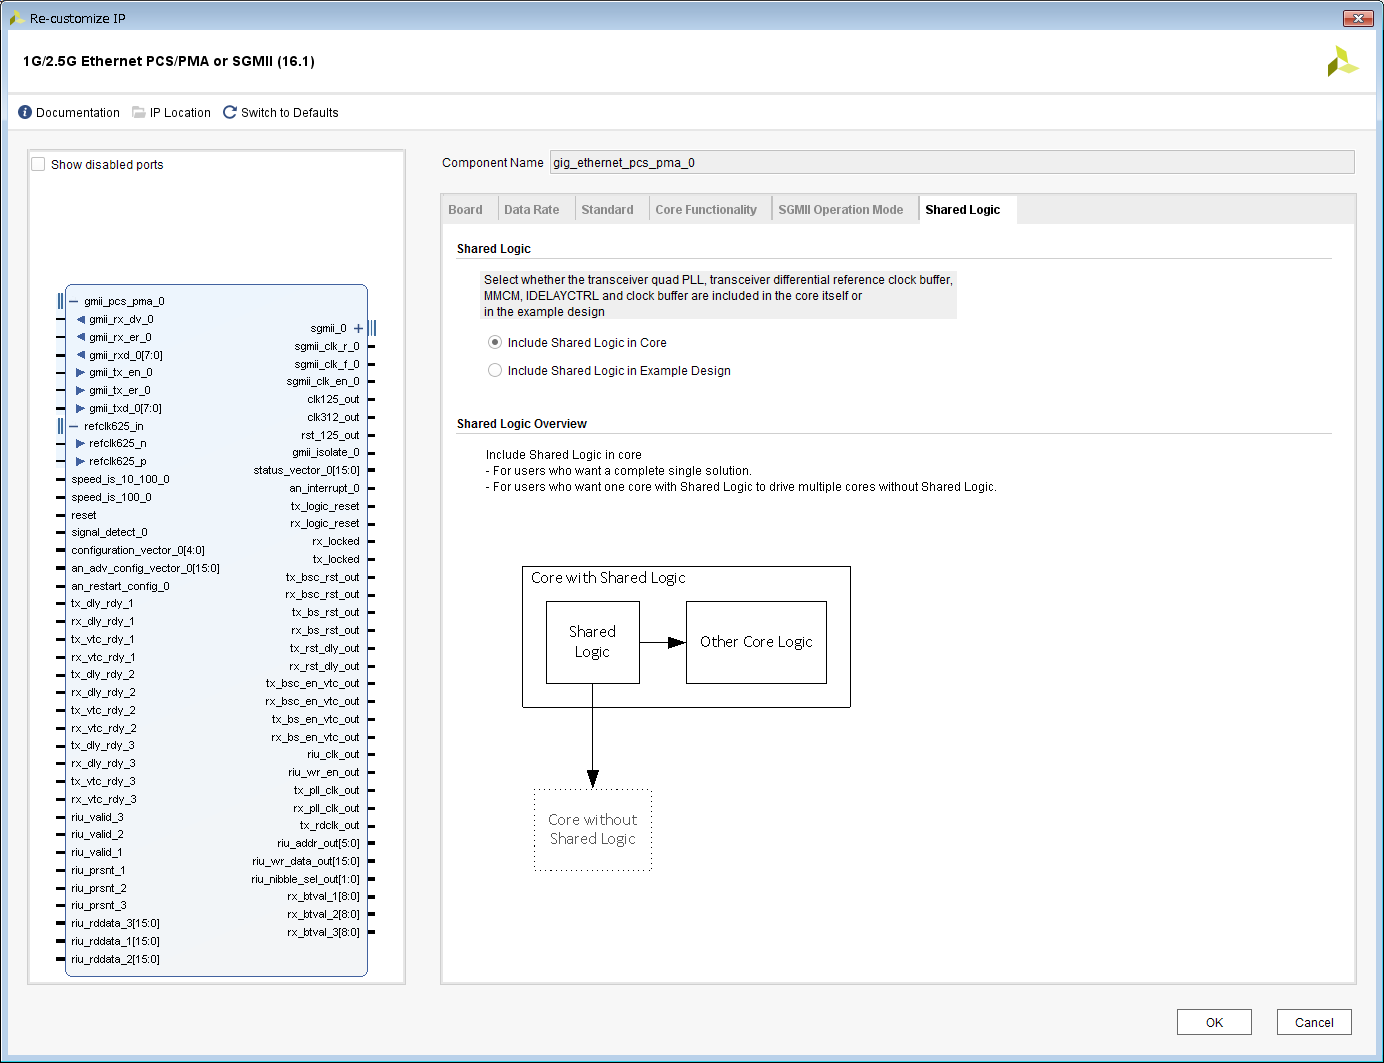 Re-customize IP
1G/2.5G Ethernet PCS/PMA or SGMII (16.1)
Documentation
IP Location
Switch to Defaults
Show disabled ports
gmii_pcs_pma_0
gmii_rx_dv_0
gmii_rx_er_0
gmii_rxd_0[7:0]
gmii_tx_en_0
gmii_tx_er_0
gmii_txd_0[7:0]
refclk625_in
refclk625_n
refclk625_p
speed_is_10_100_0
speed_is_100_0
reset
signal_detect_0
configuration_vector_0[4:0]
an_adv_config_vector_0[15:0]
an_restart_config_0
tx_dly_rdy_1
rx_dly_rdy_1
tx_vtc_rdy_1
rx_vtc_rdy_1
tx_dly_rdy_2
rx_dly_rdy_2
tx_vtc_rdy_2
rx_vtc_rdy_2
tx_dly_rdy_3
rx_dly_rdy_3
tx_vtc_rdy_3
rx_vtc_rdy_3
riu_valid_3
riu_valid_2
riu_valid_1
riu_prsnt_1
riu_prsnt_2
riu_prsnt_3
riu_rddata_3[15:0]
riu_rddata_1[15:0]
riu_rddata_2[15:0]
sgmii_0
sgmii_clk_r_0
sgmii_clk_f_0
sgmii_clk_en_0
clk125_out
clk312_out
rst_125_out
gmii_isolate_0
status_vector_0[15:0]
an_interrupt_0
tx_logic_reset
rx_logic_reset
rx_locked
tx_locked
tx_bsc_rst_out
rx_bsc_rst_out
tx_bs_rst_out
rx_bs_rst_out
tx_rst_dly_out
rx_rst_dly_out
tx_bsc_en_vtc_out
rx_bsc_en_vtc_out
tx_bs_en_vtc_out
rx_bs_en_vtc_out
riu_clk_out
riu_wr_en_out
tx_pll_clk_out
rx_pll_clk_out
tx_rdclk_out
riu_addr_out[5:0]
riu_wr_data_out[15:0]
riu_nibble_sel_out[1:0]
rx_btval_1[8:0]
rx_btval_2[8:0]
rx_btval_3[8:0]
Component Name gig_ethernet_pcs_pma_0
Board
Data Rate
Standard
Core Functionality
SGMII Operation Mode
Shared Logic
Shared Logic
Select whether the transceiver quad PLL, transceiver differential reference clock buffer,
MMCM, IDELAYCTRL and clock buffer are included in the core itself or
in the example design
Include Shared Logic in Core
Include Shared Logic in Example Design
Shared Logic Overview
Include Shared Logic in core
- For users who want a complete single solution.
- For users who want one core with Shared Logic to drive multiple cores without Shared Logic.
Core with Shared Logic
Shared
Logic
Other Core Logic
Core without
Shared Logic
OK
Cancel